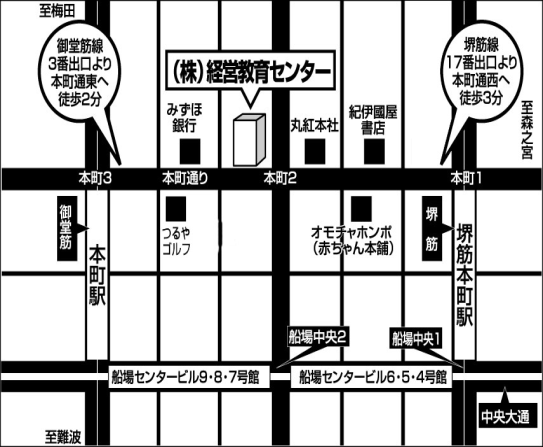 至梅田
御堂筋線
3番出口より
本町通東へ
徒歩2分
(株)経営教育センター
堺筋線
17番出口より
本町通西へ
徒歩3分
至森之宮
みずほ
銀行
丸紅本社
紀伊國屋
書店
本町3
本町通り
本町2
本町1
御堂筋
つるや
ゴルフ
オモチャホンポ
(赤ちゃん本舗)
堺筋
本町駅
堺筋本町駅
船場中央2
船場中央1
船場センタービル9・8・7号館
船場センタービル6・5・4号館
中央大通
至難波